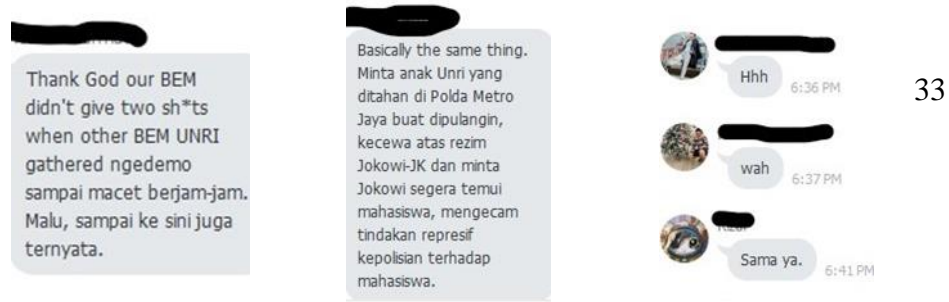 Thank God our BEM
didn't give two sh*ts
when other BEM UNRI
gathered ngedemo
sampai macet berjam-jam.
Malu, sampai ke sini juga
ternyata.
Basically the same thing.
Minta anak Unri yang
ditahan di Polda Metro
Jaya buat dipulangin,
kecewa atas rezim
Jokowi-JK dan minta
Jokowi segera temui
mahasiswa, mengecam
tindakan represif
kepolisian terhadap
mahasiswa.
Hhh
6:36 PM
wah
6:37 PM
Sama ya.
6:41 PM
33